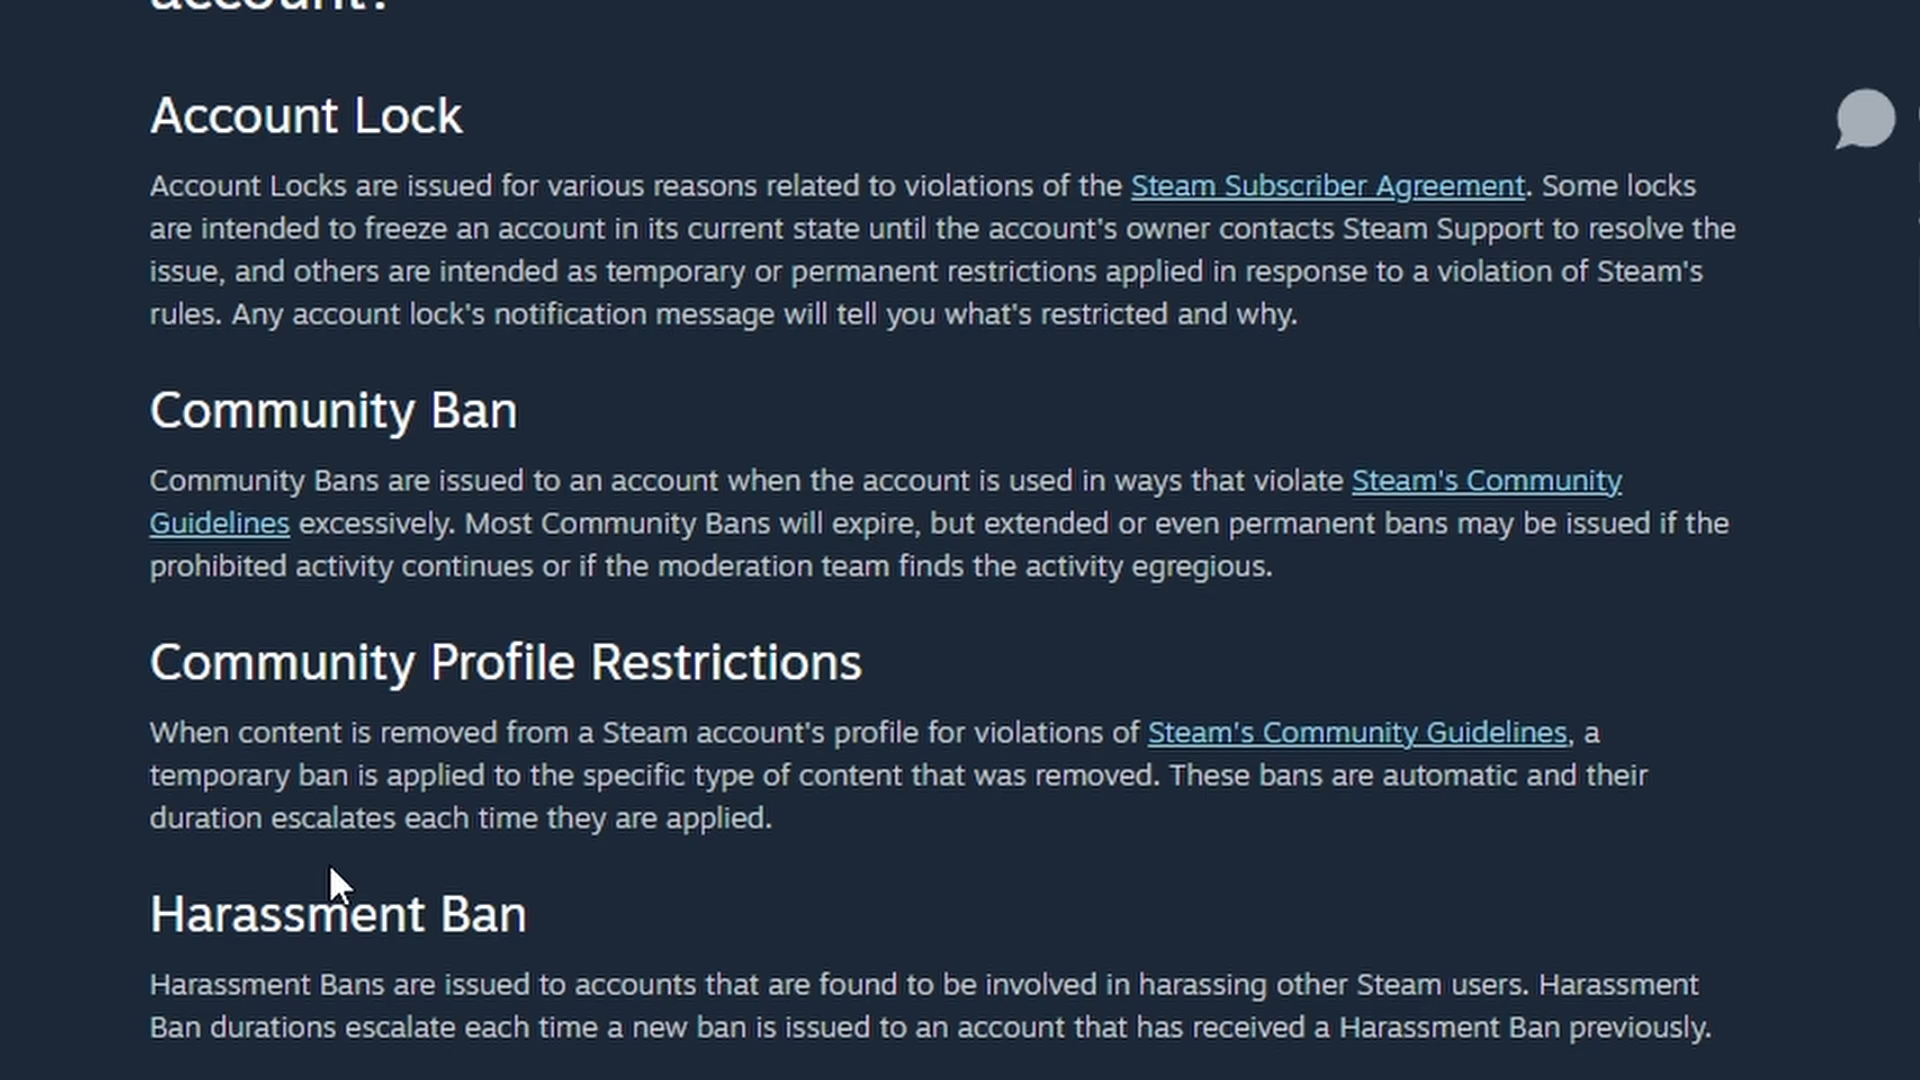 account?
Account Lock
Account Locks are issued for various reasons related to violations of the Steam Subscriber Agreement. Some locks
are intended to freeze an account in its current state until the account's owner contacts Steam Support to resolve the
issue, and others are intended as temporary or permanent restrictions applied in response to a violation of Steam's
rules. Any account lock's notification message will tell you what's restricted and why.
Community Ban
Community Bans are issued to an account when the account is used in ways that violate Steam's Community
Guidelines excessively. Most Community Bans will expire, but extended or even permanent bans may be issued if the
prohibited activity continues or if the moderation team finds the activity egregious.
Community Profile Restrictions
When content is removed from a Steam account's profile for violations of Steam's Community Guidelines, a
temporary ban is applied to the specific type of content that was removed. These bans are automatic and their
duration escalates each time they are applied.
Harassment Ban
Harassment Bans are issued to accounts that are found to be involved in harassing other Steam users. Harassment
Ban durations escalate each time a new ban is issued to an account that has received a Harassment Ban previously.